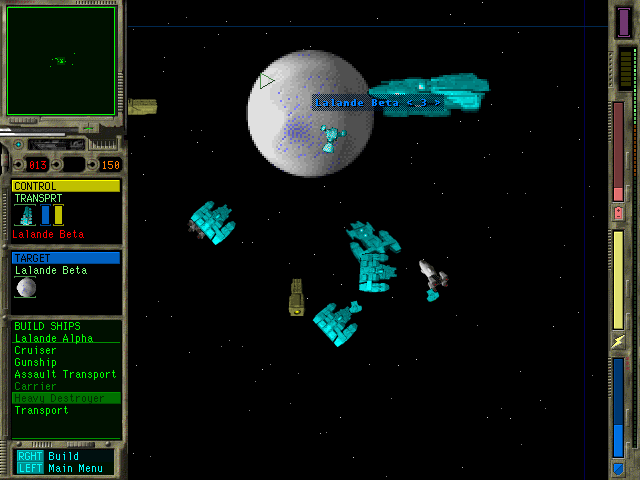 Lalande Beta < 3 >
013 150
CONTROL
TRANSPRT
Lalande Beta
TARGET
Lalande Beta
BUILD SHIPS
Lalande Alpha
Cruiser
Gunship
Assault Transport
Carrier
Heavy Destroyer
Transport
RGHT Build
LEFT Main Menu